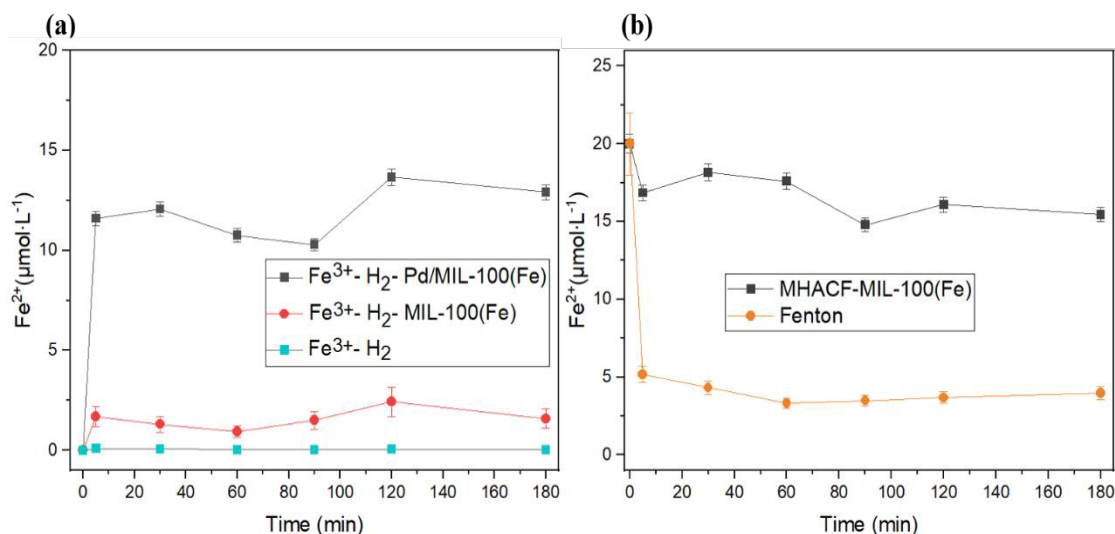 (a)
20
15
10
5
0
Fe²⁺(μmol·L⁻¹)
Fe³⁺- H₂- Pd/MIL-100(Fe)
Fe³⁺- H₂- MIL-100(Fe)
Fe³⁺- H₂
0 20 40 60 80 100 120 140 160 180
Time (min)
(b)
25
20
15
10
5
0
Fe²⁺(μmol·L⁻¹)
MHACF-MIL-100(Fe)
Fenton
0 20 40 60 80 100 120 140 160 180
Time (min)